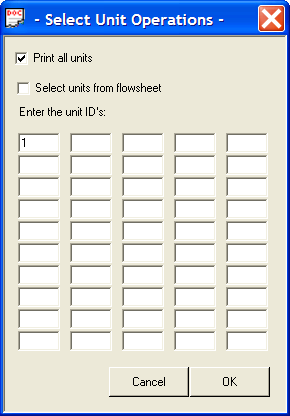 - Select Unit Operations -
Print all units
Select units from flowsheet
Enter the unit ID's:
1
Cancel OK